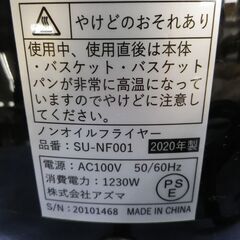 やけどのおそれあり
使用中、使用直後は本体
・バスケット・バスケット
パンが非常に高温になって
いますのでやけどに注意し
てください。
ノンオイルフライヤー
品番：SU-NF001 2020年製
電源：AC100V 50/60Hz
消費電力：1230W
株式会社アズマ
PSE
S/N：20101468 MADE IN CHINA